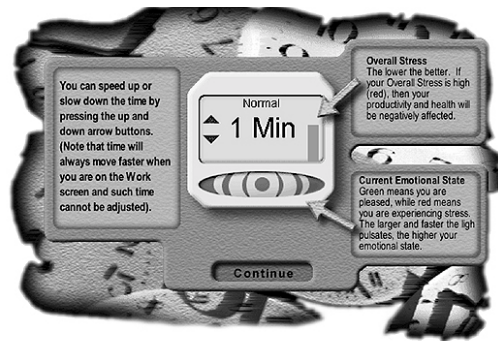 You can speed up or
slow down the time by
pressing the up and
down arrow buttons.
(Note that time will
always move faster when
you are on the Work
screen and such time
cannot be adjusted).
Normal
1 Min
Overall Stress
The lower the better. If
your Overall Stress is high
(red), then your
productivity and health will
be negatively affected.
Current Emotional State
Green means you are
pleased, while red means
you are experiencing stress.
The larger and faster the ligh
pulsates, the higher your
emotional state.
Continue